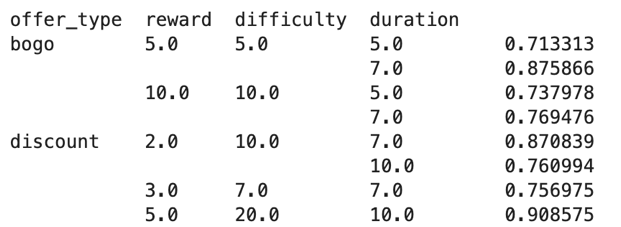 offer_type  reward  difficulty  duration
bogo        5.0     5.0         5.0         0.713313
                                7.0         0.875866
            10.0    10.0        5.0         0.737978
                                7.0         0.769476
discount    2.0     10.0        7.0         0.870839
                                10.0        0.760994
            3.0     7.0         7.0         0.756975
            5.0     20.0        10.0        0.908575